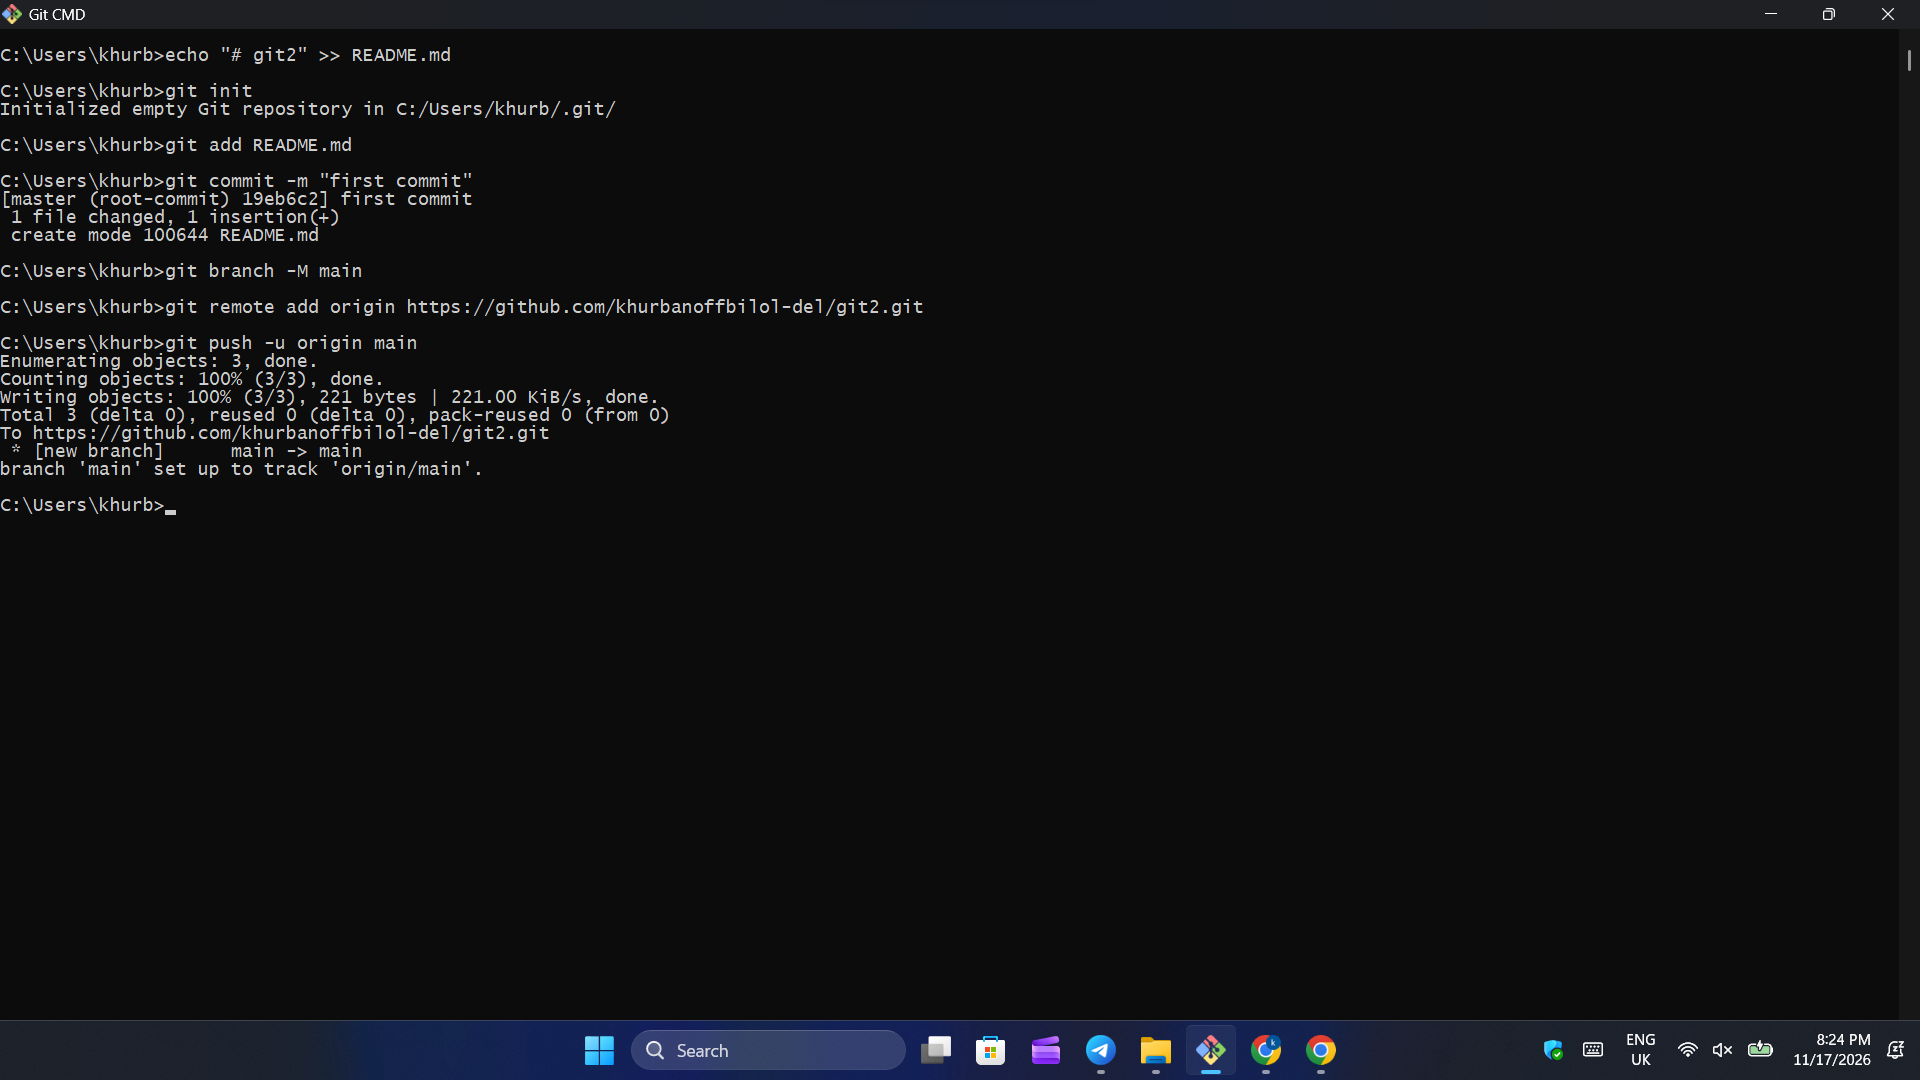 Git CMD
C:\Users\khurb>echo "# git2" >> README.md
C:\Users\khurb>git init
Initialized empty Git repository in C:/Users/khurb/.git/
C:\Users\khurb>git add README.md
C:\Users\khurb>git commit -m "first commit"
[master (root-commit) 19eb6c2] first commit
 1 file changed, 1 insertion(+)
 create mode 100644 README.md
C:\Users\khurb>git branch -M main
C:\Users\khurb>git remote add origin https://github.com/khurbanoffbilol-del/git2.git
C:\Users\khurb>git push -u origin main
Enumerating objects: 3, done.
Counting objects: 100% (3/3), done.
Writing objects: 100% (3/3), 221 bytes | 221.00 KiB/s, done.
Total 3 (delta 0), reused 0 (delta 0), pack-reused 0 (from 0)
To https://github.com/khurbanoffbilol-del/git2.git
 * [new branch]      main -> main
branch 'main' set up to track 'origin/main'.
C:\Users\khurb>
Search
k
ENG
UK
8:24 PM
11/17/2026